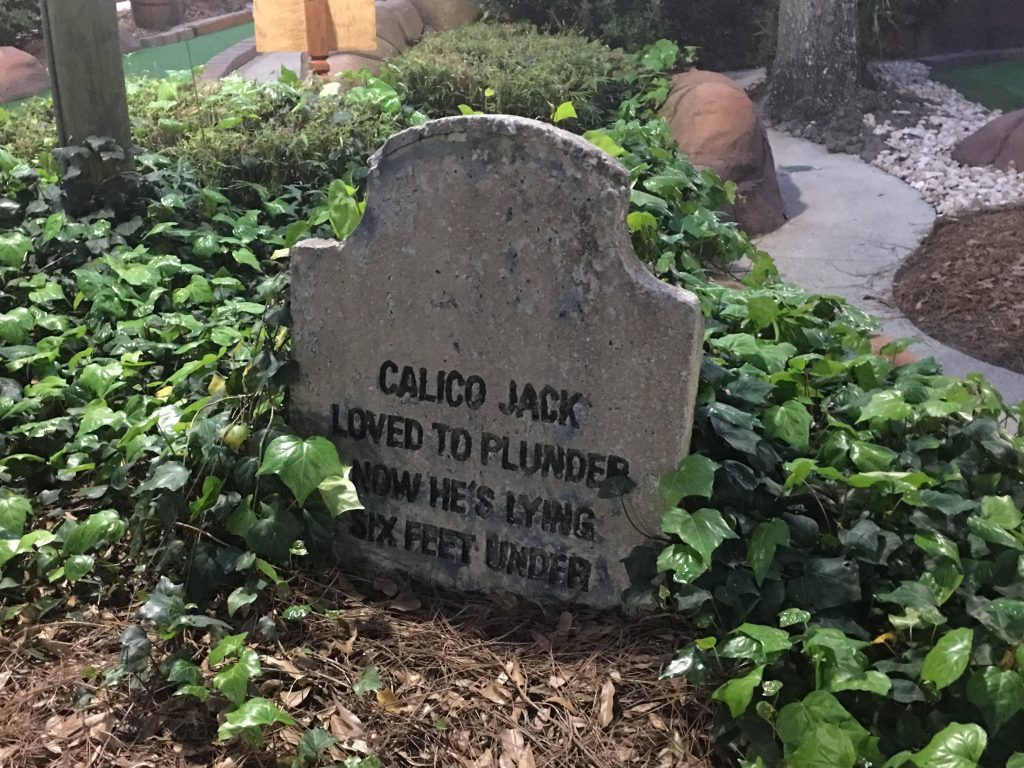 CALICO JACK
LOVED TO PLUNDER
NOW HE'S LYING
SIX FEET UNDER